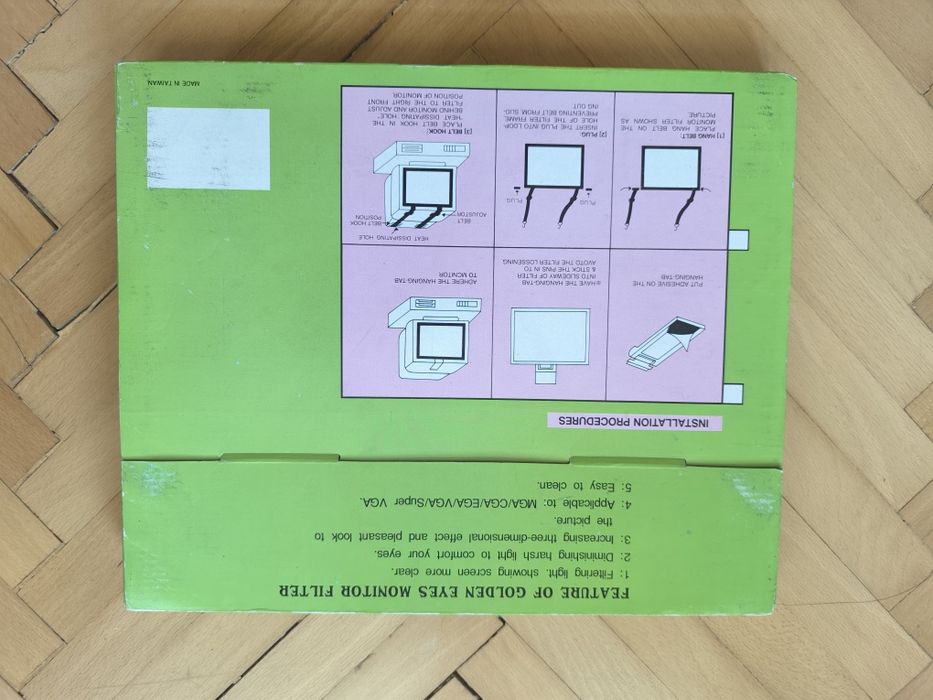 FEATURE OF GOLDEN EYES MONITOR FILTER
1: Filtering light. showing screen more clear.
2: Diminishing harsh light to comfort your eyes.
3: Increasing three-dimensional effect and pleasant look to
the picture.
4: Applicable to: MGA/CGA/EGA/VGA/Super VGA.
5: Easy to clean.
INSTALLATION PROCEDURES
PUT ADHESIVE ON THE
HANGING-TAB
※HAVE THE HANGING-TAB
INTO SLIDEWAY OF FILTER
& STICK THE PINS IN TO
AVOTO THE FILTER LOSSENING
ADHERE THE HANGING-TAB
TO MONITOR
PLUG
PLUG
HEAT DISSIPATING HOLE
BELT HOOK
POSITION
BELT
ADJUSTOR
[1] HANG BELT:
PLACE HANG BELT ON THE
MONITOR FILTER SHOWN AS
PICTURE
[2] PLUG:
INSERT THE PLUG INTO LOOP
HOLE OF THE FILTER FRAME
PREVENTING BELT FROM SLID-
ING OUT
[3] BELT HOOK:
PLACE BELT HOOK IN THE
"HEAT DISSIPATING HOLE"
BEHIND MONITOR AND ADJUST
FILTER TO THE RIGHT FRONT
POSITION OF MONITOR
MADE IN TAIWAN